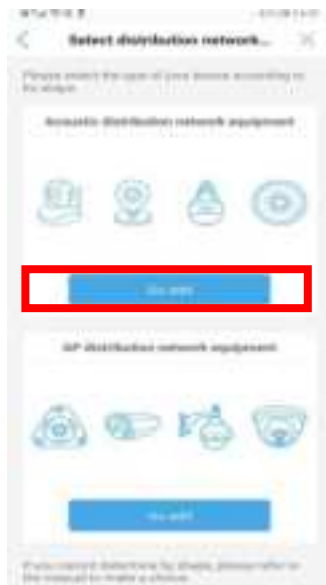 Select distribution network...
Please select the type of your device according to
its shape
Acoustic distribution network equipment
Go add
AP distribution network equipment
Go add
If you cannot determine by shape, please refer to
the manual to make a choice